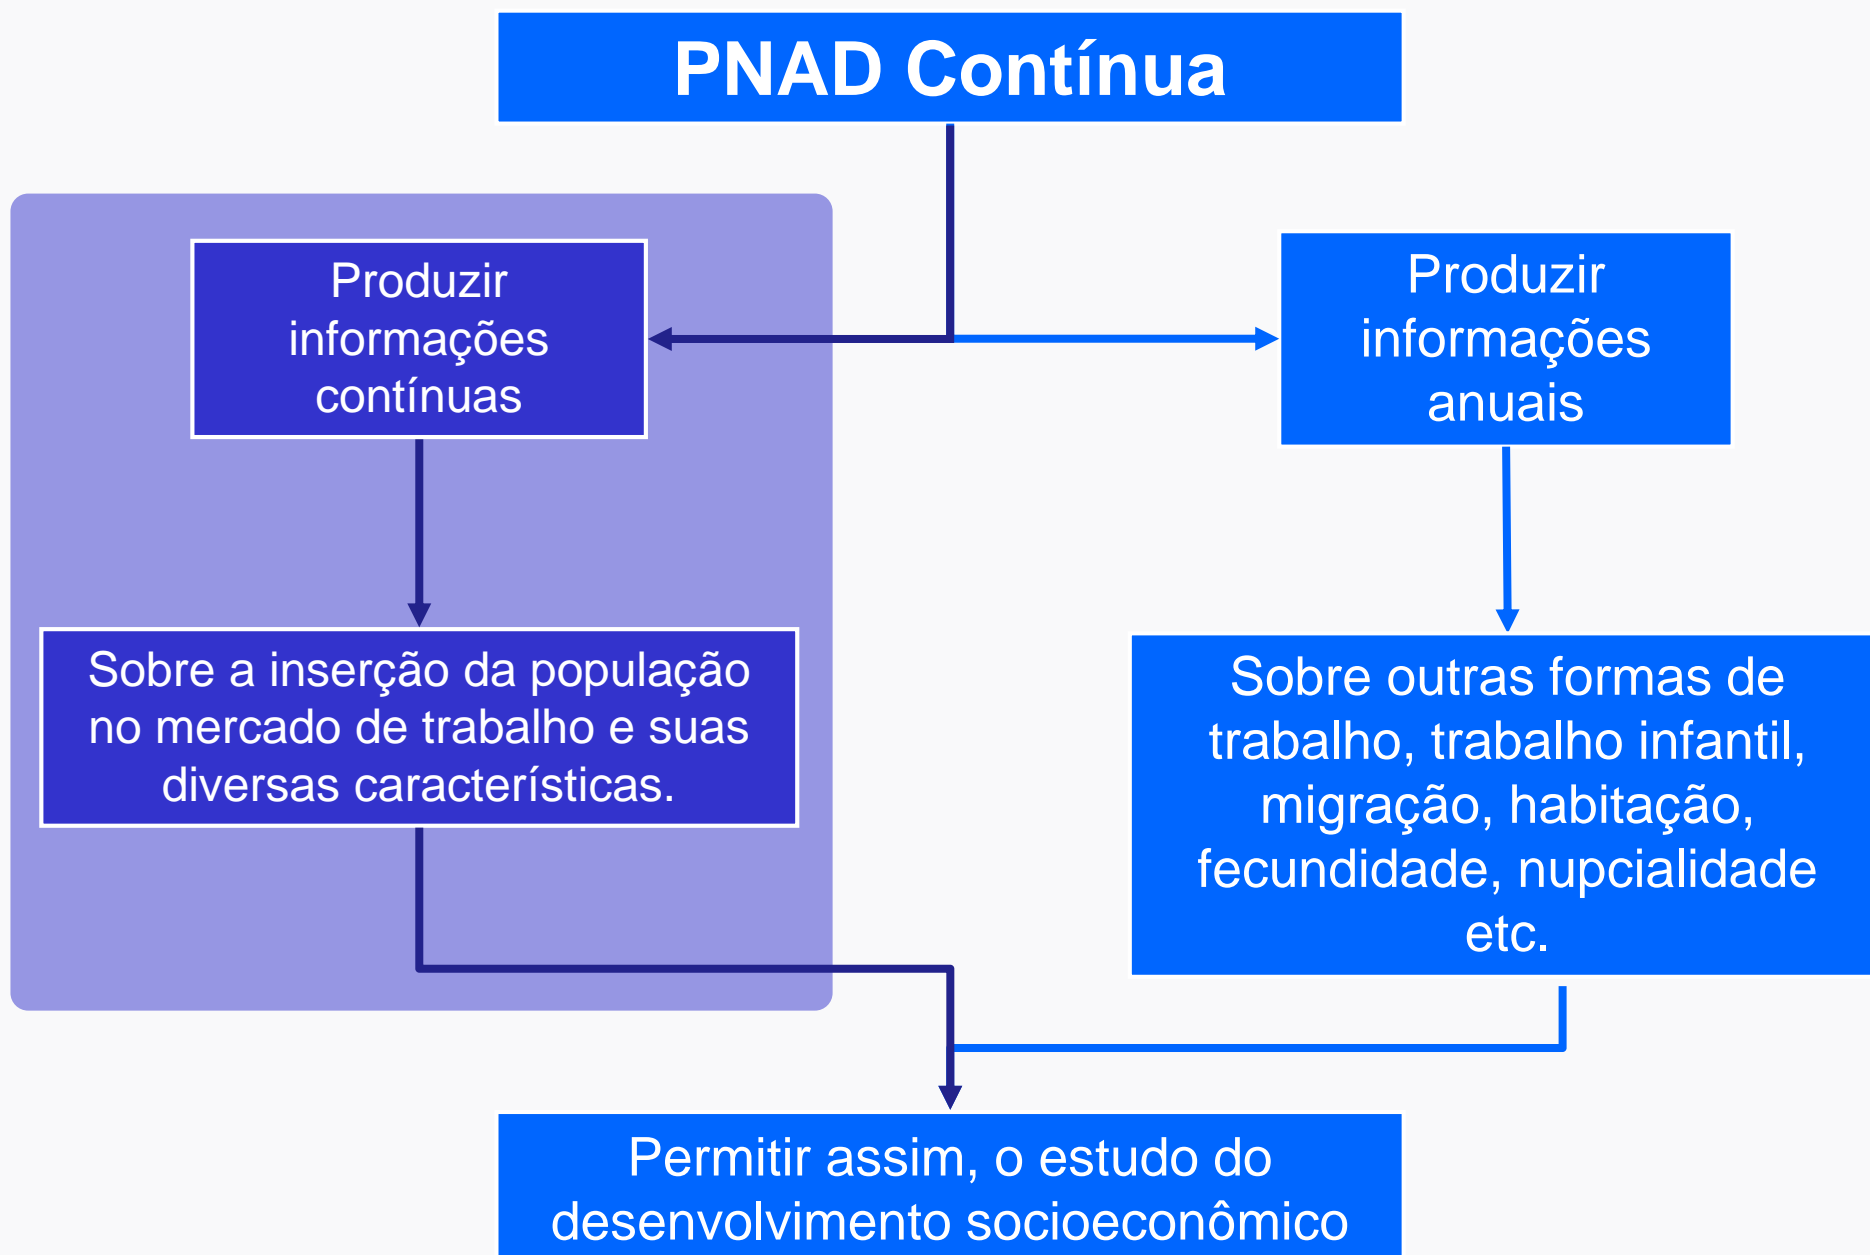 PNAD Contínua
Produzir
informações
contínuas
Produzir
informações
anuais
Sobre a inserção da população
no mercado de trabalho e suas
diversas características.
Sobre outras formas de
trabalho, trabalho infantil,
migração, habitação,
fecundidade, nupcialidade
etc.
Permitir assim, o estudo do
desenvolvimento socioeconômico